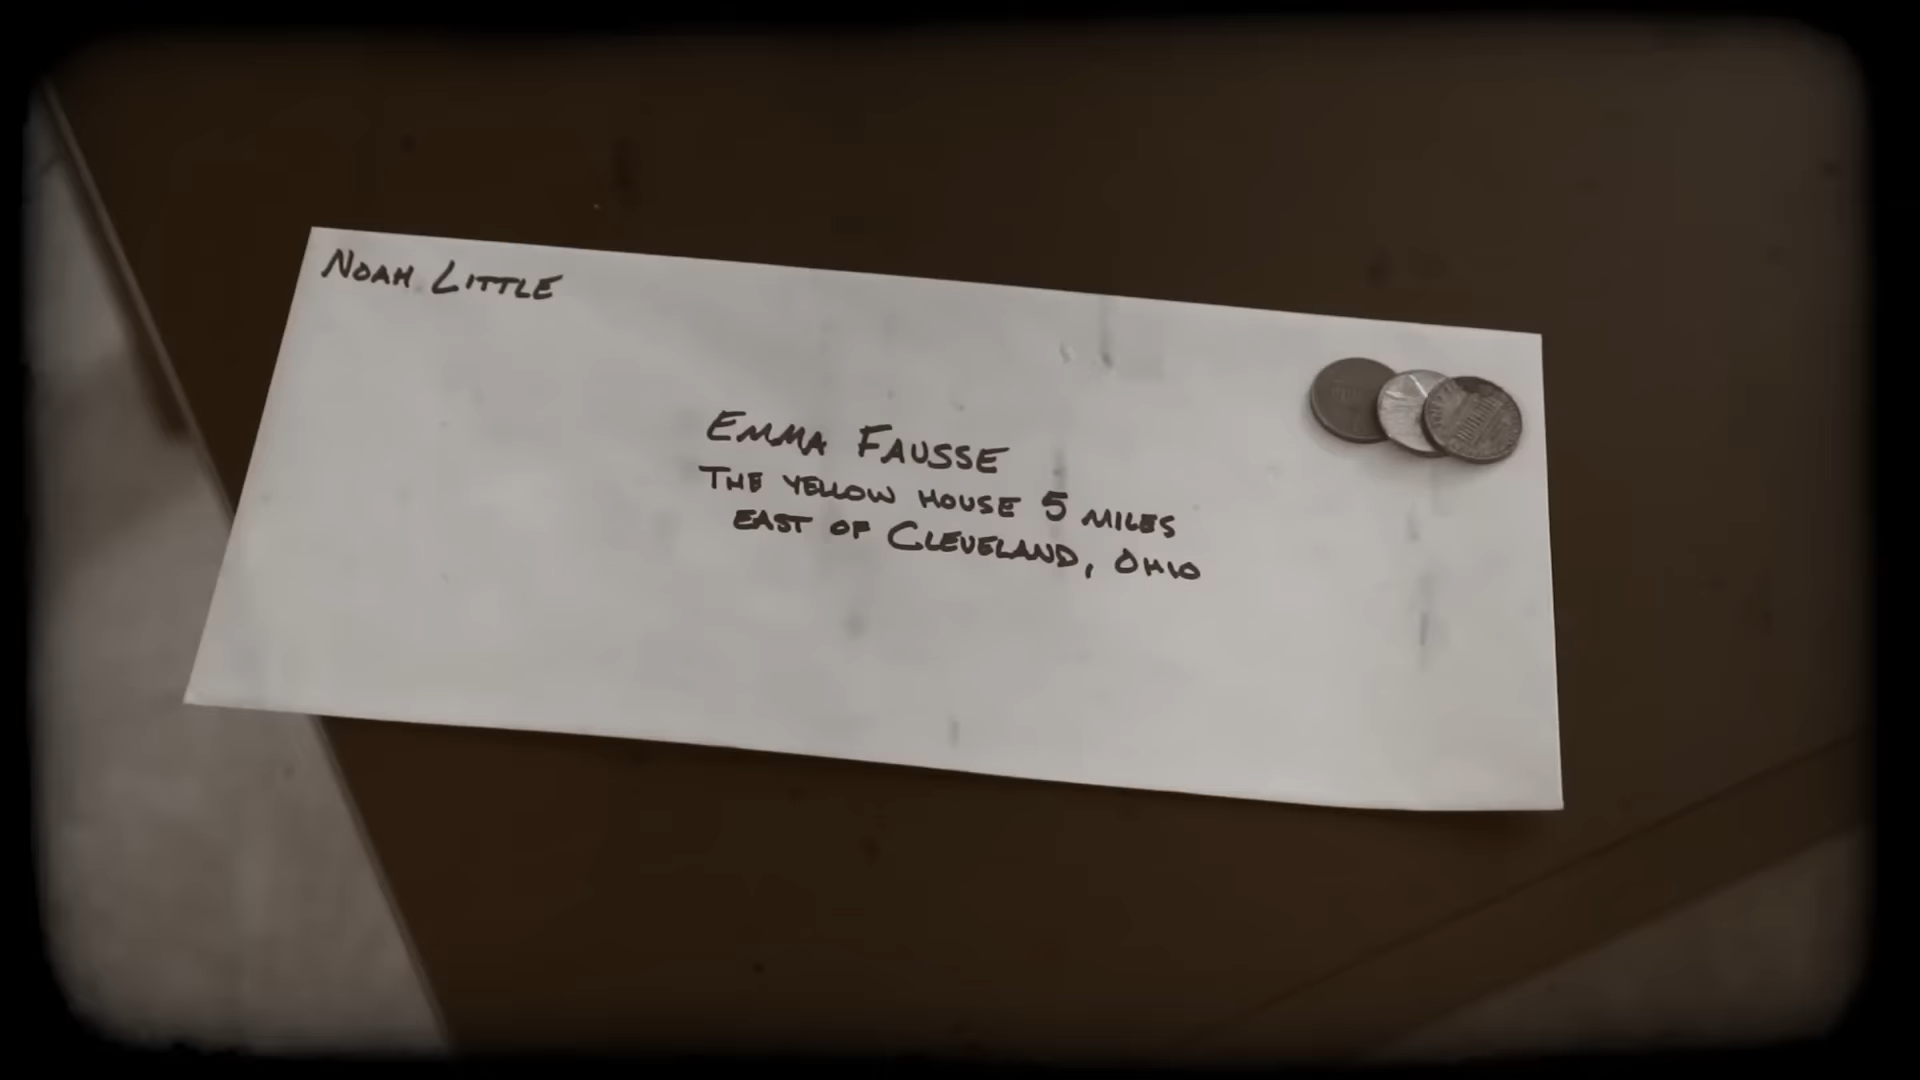 Noah Little
Emma Fausse
The yellow house 5 miles
east of Cleveland, Ohio